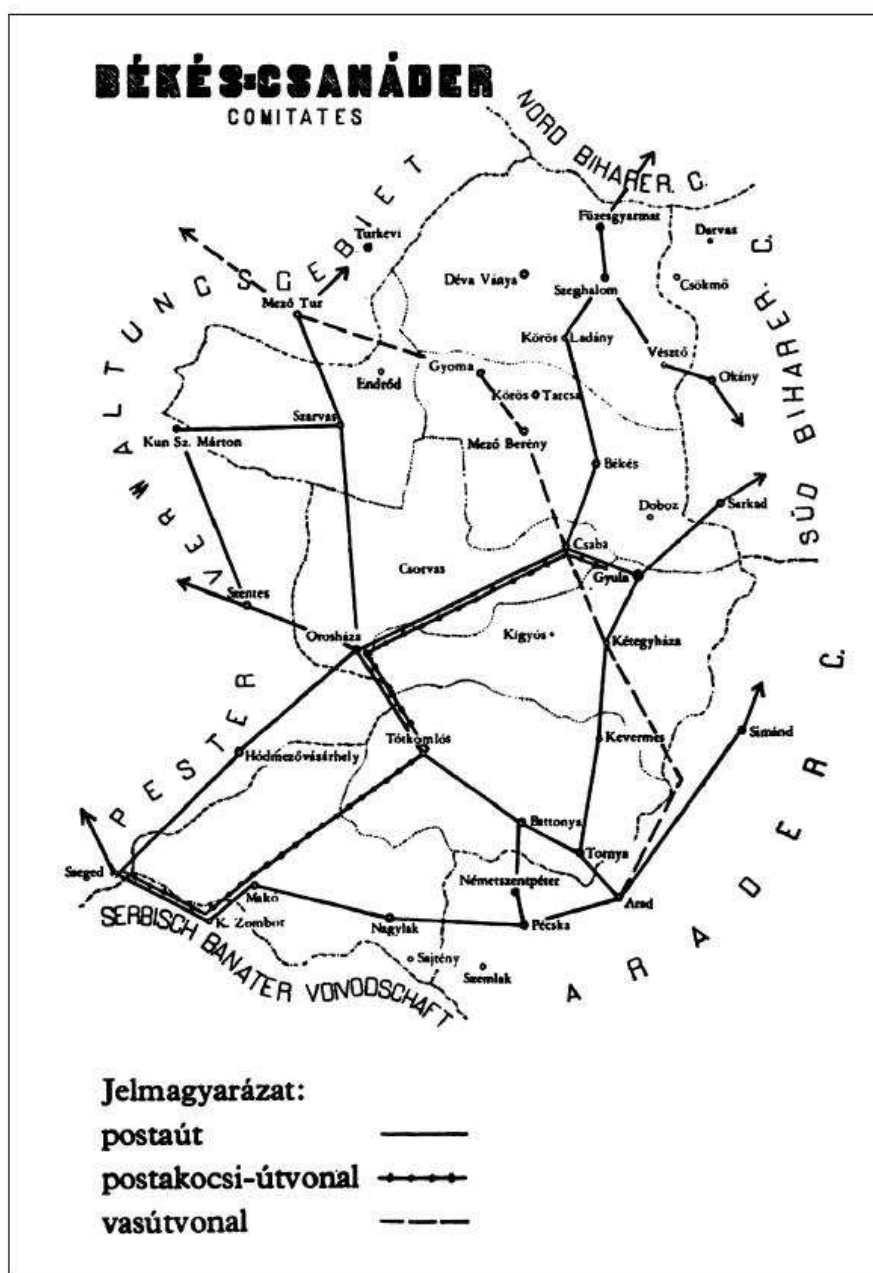 BÉKÉS=CSANÁDER
COMITATES
NORD BIHARER. C.
VERWALTUNGSGEBIET
Turkevi
Füzesgyarmat
Darvas
Déva Ványa
Szeghalom
Csökmő
SÜD BIHARER. C.
Mező Tur
Körös Ladány
Vésztő
Okány
Gyoma
Endrőd
Körös Tarcsa
Szarvas
Kun Sz. Márton
Mező Berény
Békés
Doboz
Sarkad
Csaba
Csorvas
Gyula
Szentes
Orosháza
Kígyós
Kétegyháza
PESTER
Tótkomlós
Kevermes
Simánd
Hódmezővásárhely
Battonya
Tornya
Szeged
Makó
Németszentpéter
Arad
K. Zombor
Nagylak
Pécska
SERBISCH BANATER VONODSCHAFT
Sajtény
Szemlak
ARADER C.
Jelmagyarázat:
postaút
postakocsi-útvonal
vasútvonal